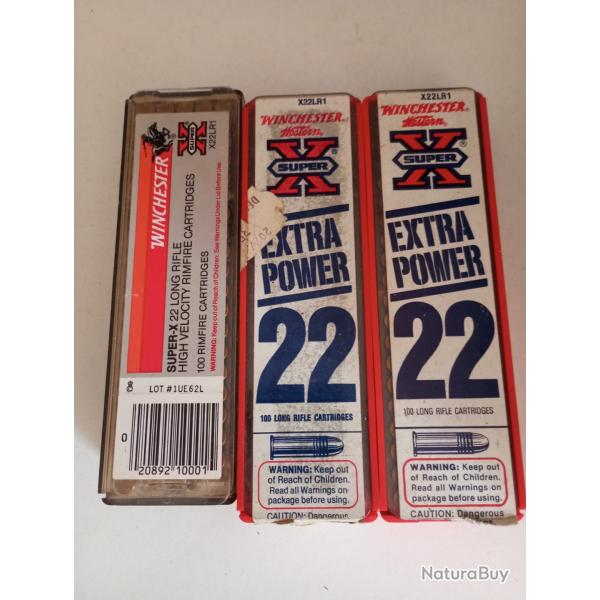 WINCHESTER
SUPER
X
X22LR1
SUPER-X 22 LONG RIFLE
HIGH VELOCITY RIMFIRE CARTRIDGES
100 RIMFIRE CARTRIDGES
WARNING: Keep out of Reach of Children. See Warnings Under Lid Before Use.
LOT #1UE62L
0
20892 10001
X22LR1
WINCHESTER
Western
X
SUPER
®
EXTRA
POWER
22
100 LONG RIFLE CARTRIDGES
WARNING: Keep out
of Reach of Children.
Read all Warnings on
package before using.
CAUTION: Dangerous
X22LR1
WINCHESTER
Western
X
SUPER
®
EXTRA
POWER
22
100 LONG RIFLE CARTRIDGES
WARNING: Keep out
of Reach of Children.
Read all Warnings on
package before using.
CAUTION: Dangerous
NaturaBuy